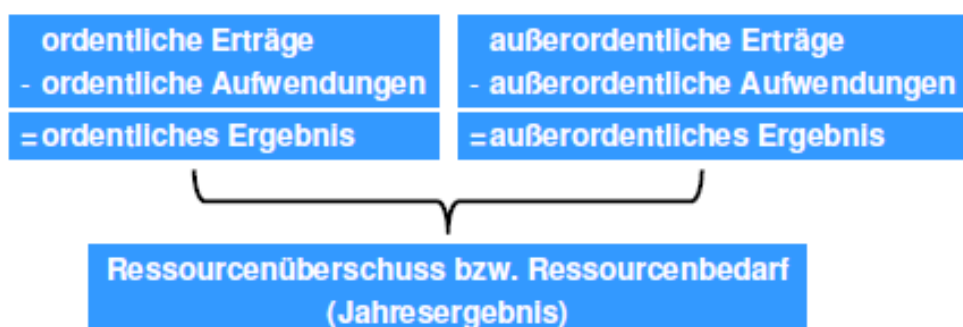 ordentliche Erträge
- ordentliche Aufwendungen
= ordentliches Ergebnis
außerordentliche Erträge
- außerordentliche Aufwendungen
= außerordentliches Ergebnis
Ressourcenüberschuss bzw. Ressourcenbedarf
(Jahresergebnis)